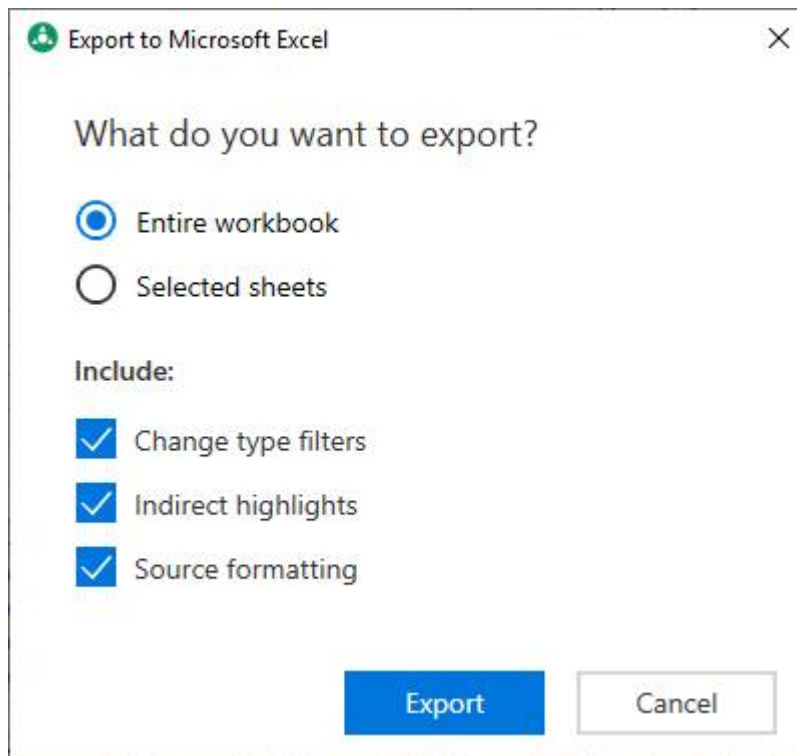 Export to Microsoft Excel
What do you want to export?
Entire workbook
Selected sheets
Include:
Change type filters
Indirect highlights
Source formatting
Export Cancel